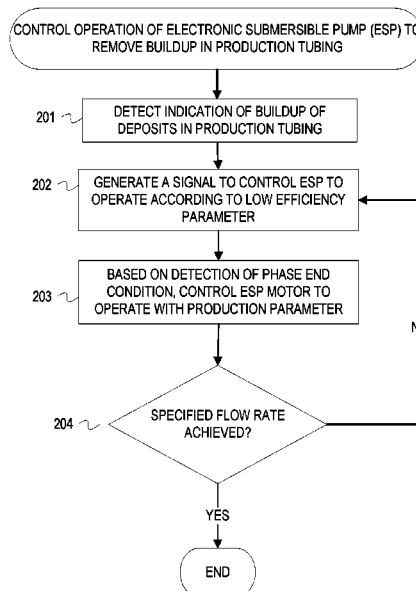 CONTROL OPERATION OF ELECTRONIC SUBMERSIBLE PUMP (ESP) TO
REMOVE BUILDUP IN PRODUCTION TUBING
201
DETECT INDICATION OF BUILDUP OF
DEPOSITS IN PRODUCTION TUBING
202
GENERATE A SIGNAL TO CONTROL ESP TO
OPERATE ACCORDING TO LOW EFFICIENCY
PARAMETER
203
BASED ON DETECTION OF PHASE END
CONDITION, CONTROL ESP MOTOR TO
OPERATE WITH PRODUCTION PARAMETER
204
SPECIFIED FLOW RATE
ACHIEVED?
YES
END